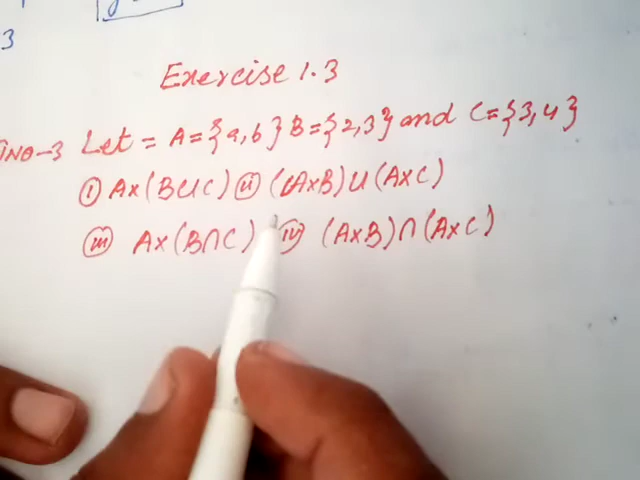 3
Exercise 1.3
NO-3 Let = A={a,b} B={2,3} and C={3,4}
(i) A×(B∪C) (ii) (A×B)∪(A×C)
(iii) A×(B∩C) (iv) (A×B)∩(A×C)